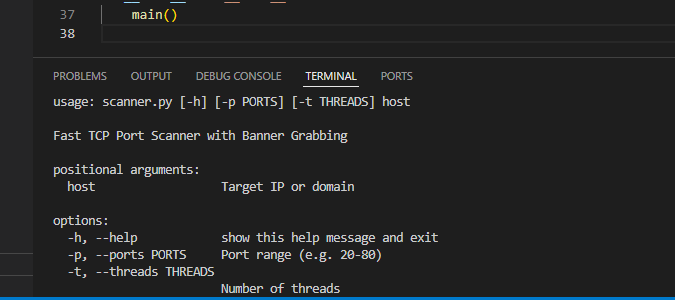 37 main()
38
PROBLEMS OUTPUT DEBUG CONSOLE TERMINAL PORTS
usage: scanner.py [-h] [-p PORTS] [-t THREADS] host
Fast TCP Port Scanner with Banner Grabbing
positional arguments:
host Target IP or domain
options:
-h, --help show this help message and exit
-p, --ports PORTS Port range (e.g. 20-80)
-t, --threads THREADS
Number of threads